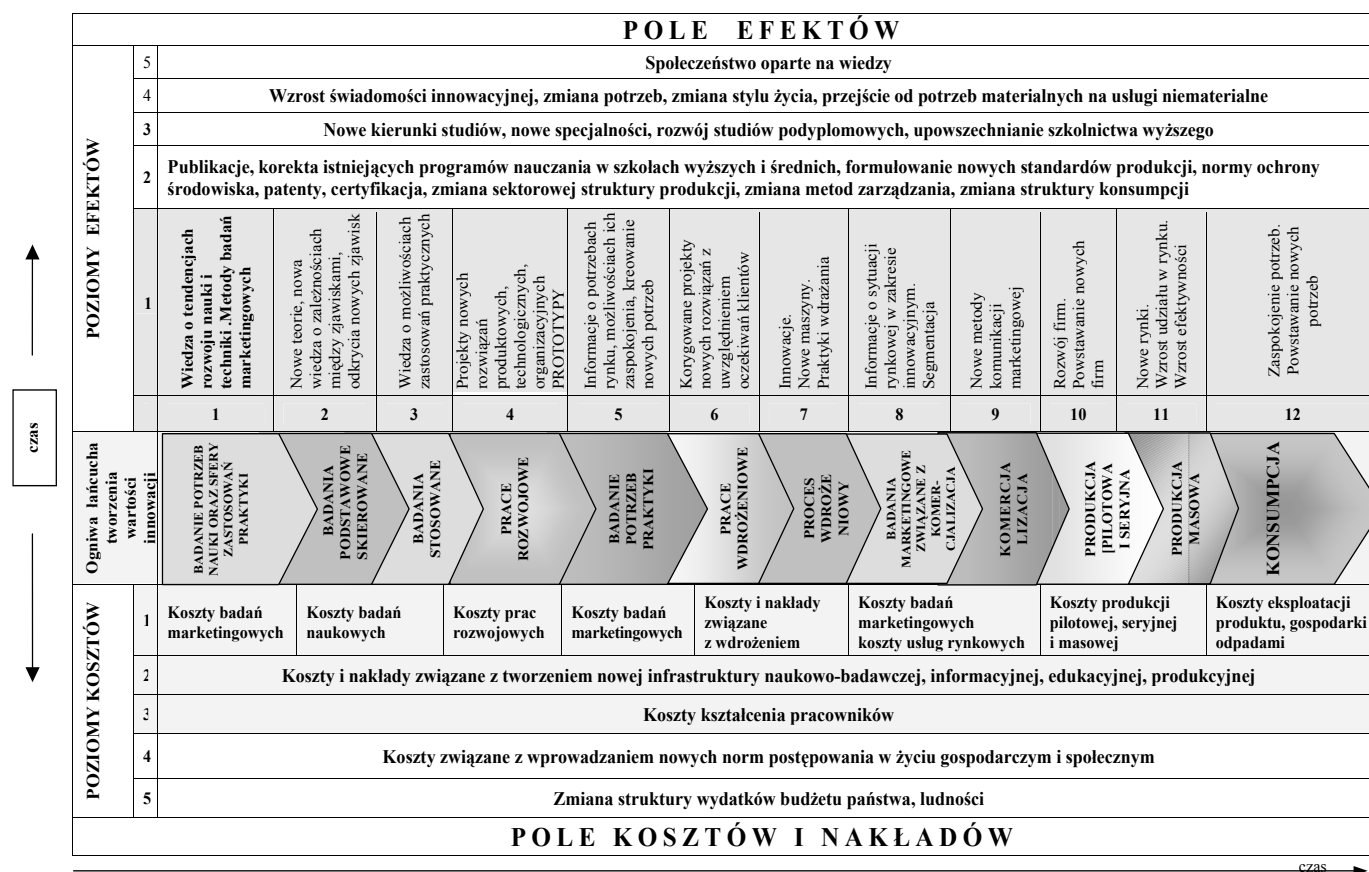 POLE EFEKTÓW
POZIOMY EFEKTÓW
5
Społeczeństwo oparte na wiedzy
4
Wzrost świadomości innowacyjnej, zmiana potrzeb, zmiana stylu życia, przejście od potrzeb materialnych na usługi niematerialne
3
Nowe kierunki studiów, nowe specjalności, rozwój studiów podyplomowych, upowszechnianie szkolnictwa wyższego
2
Publikacje, korekta istniejących programów nauczania w szkołach wyższych i średnich, formułowanie nowych standardów produkcji, normy ochrony
środowiska, patenty, certyfikacja, zmiana sektorowej struktury produkcji, zmiana metod zarządzania, zmiana struktury konsumpcji
1
Wiedza o tendencjach
rozwoju nauki i
techniki .Metody badań
marketingowych
Nowe teorie, nowa
wiedza o zależnościach
między zjawiskami,
odkrycia nowych zjawisk
Wiedza o możliwościach
zastosowań praktycznych
Projekty nowych
rozwiązań
produktowych,
technologicznych,
organizacyjnych
PROTOTYPY
Informacje o potrzebach
rynku, możliwościach ich
zaspokojenia, kreowanie
nowych potrzeb
Korygowane projekty
nowych rozwiązań z
uwzględnieniem
oczekiwań klientów
Innowacje.
Nowe maszyny.
Praktyki wdrażania
Informacje o sytuacji
rynkowej w zakresie
innowacyjnym.
Segmentacja
Nowe metody
komunikacji
marketingowej
Rozwój firm.
Powstawanie nowych
firm
Nowe rynki.
Wzrost udziału w rynku.
Wzrost efektywności
Zaspokojenie potrzeb.
Powstawanie nowych
potrzeb
1 2 3 4 5 6 7 8 9 10 11 12
czas
Ogniwa łańcucha
tworzenia
wartości
innowacji
BADANIE POTRZEB
NAUKI ORAZ SFERY
ZASTOSOWAŃ
PRAKTYKI
BADANIA
PODSTAWOWE
SKIEROWANE
BADANIA
STOSOWANE
PRACE
ROZWOJOWE
BADANIE
POTRZEB
PRAKTYKI
PRACE
WDROŻENIOWE
PROCES
WDROŻE
NIOWY
BADANIA
MARKETINGOWE
ZWIĄZANE Z
KOMER-
CJALIZACJA
KOMERCJA
LIZACJA
PRODUKCJA
[PILOTOWA
I SERYJNA
PRODUKCJA
MASOWA
KONSUMPCJA
POZIOMY KOSZTÓW
1
Koszty badań
marketingowych
Koszty badań
naukowych
Koszty prac
rozwojowych
Koszty badań
marketingowych
Koszty i nakłady
związane
z wdrożeniem
Koszty badań
marketingowych
koszty usług rynkowych
Koszty produkcji
pilotowej, seryjnej
i masowej
Koszty eksploatacji
produktu, gospodarki
odpadami
2
Koszty i nakłady związane z tworzeniem nowej infrastruktury naukowo-badawczej, informacyjnej, edukacyjnej, produkcyjnej
3
Koszty kształcenia pracowników
4
Koszty związane z wprowadzaniem nowych norm postępowania w życiu gospodarczym i społecznym
5
Zmiana struktury wydatków budżetu państwa, ludności
POLE KOSZTÓW I NAKŁADÓW
czas